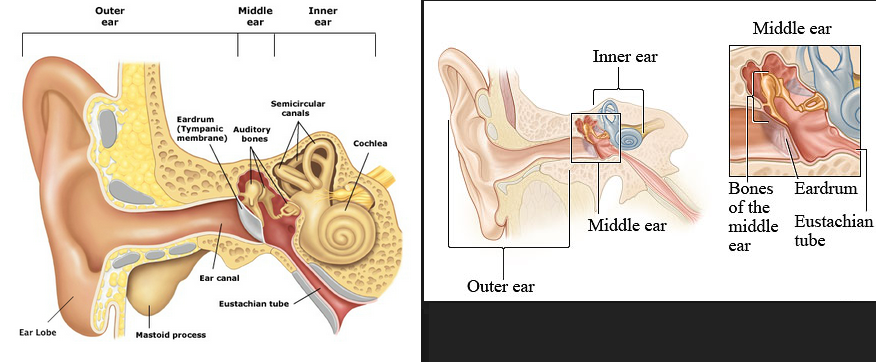 Outer
ear
Middle
ear
Inner
ear
Eardrum
(Tympanic
membrane)
Auditory
bones
Semicircular
canals
Cochlea
Ear canal
Eustachian tube
Ear Lobe
Mastoid process
Middle ear
Inner ear
Middle ear
Outer ear
Bones
of the
middle
ear
Eardrum
Eustachian
tube